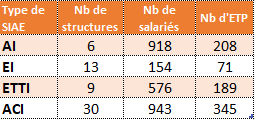 Type de SIAE Nb de structures Nb de salariés Nb d'ETP
AI 6 918 208
EI 13 154 71
ETTI 9 576 189
ACI 30 943 345